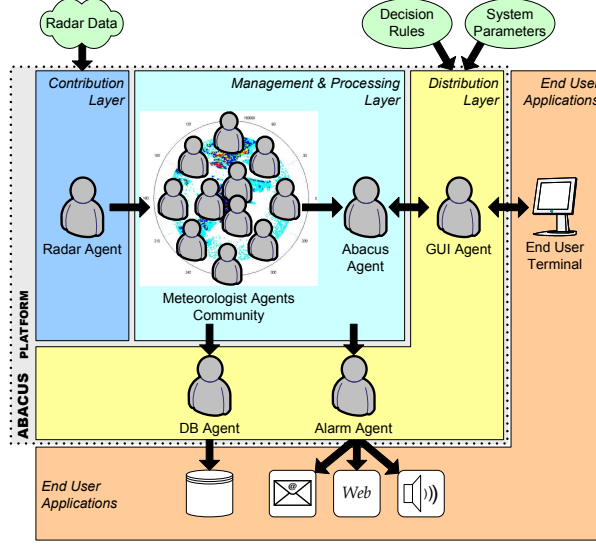 Radar Data
Decision
Rules
System
Parameters
Contribution
Layer
Management & Processing
Layer
Distribution
Layer
End User
Applications
Radar Agent
Meteorologist Agents
Community
Abacus
Agent
GUI Agent
End User
Terminal
ABACUS PLATFORM
DB Agent
Alarm Agent
End User
Applications
@
Web